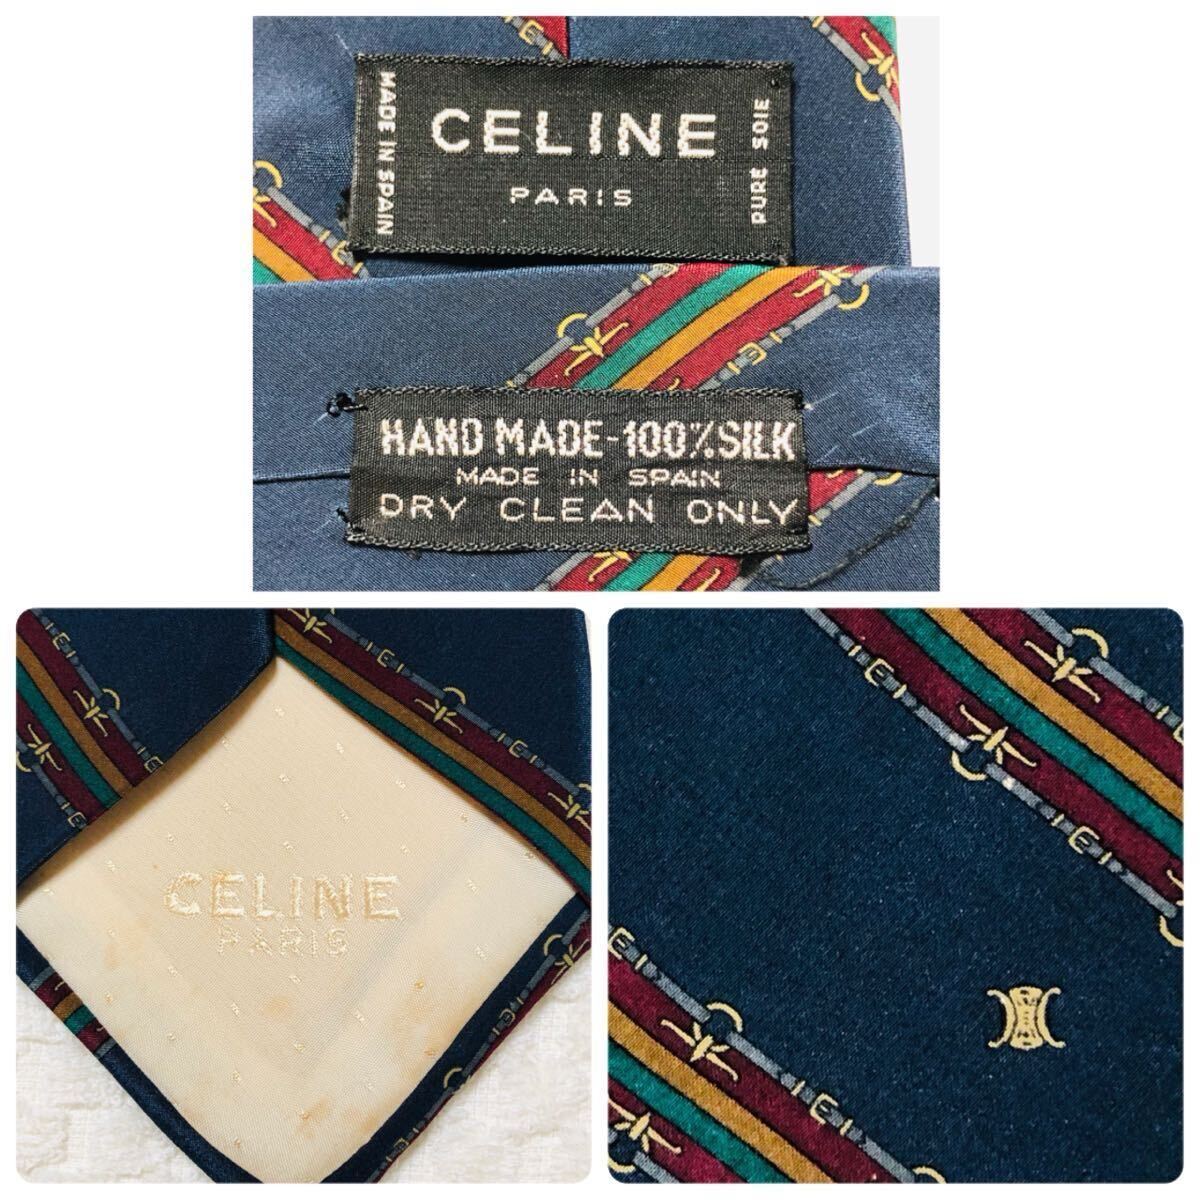 MADE IN SPAIN
CELINE
PARIS
PURE SOIE
HAND MADE-100%SILK
MADE IN SPAIN
DRY CLEAN ONLY
CELINE
PARIS